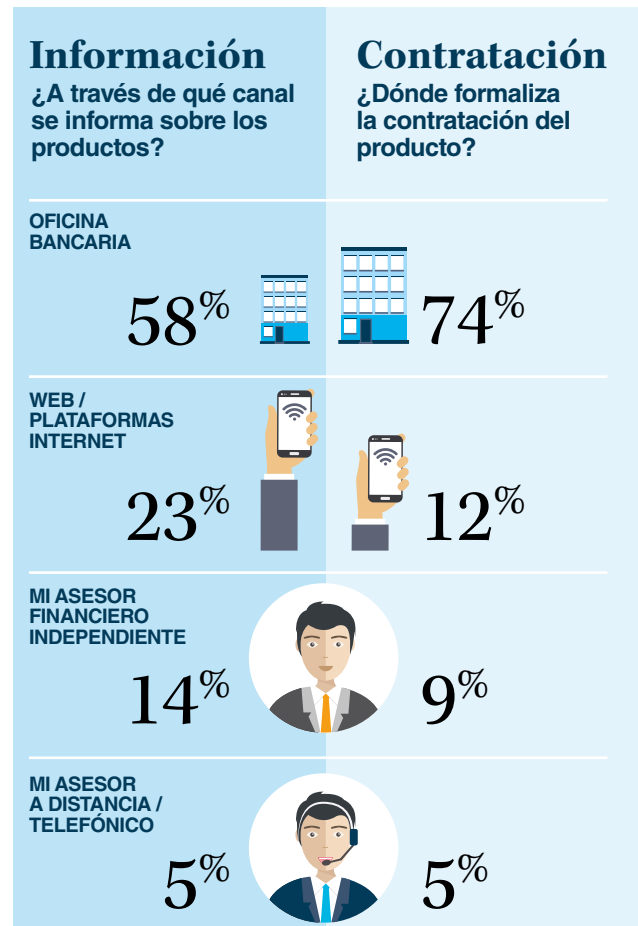 Información
¿A través de qué canal
se informa sobre los
productos?
Contratación
¿Dónde formaliza
la contratación del
producto?
OFICINA
BANCARIA
58%
74%
WEB /
PLATAFORMAS
INTERNET
23%
12%
MI ASESOR
FINANCIERO
INDEPENDIENTE
14%
9%
MI ASESOR
A DISTANCIA /
TELEFÓNICO
5%
5%